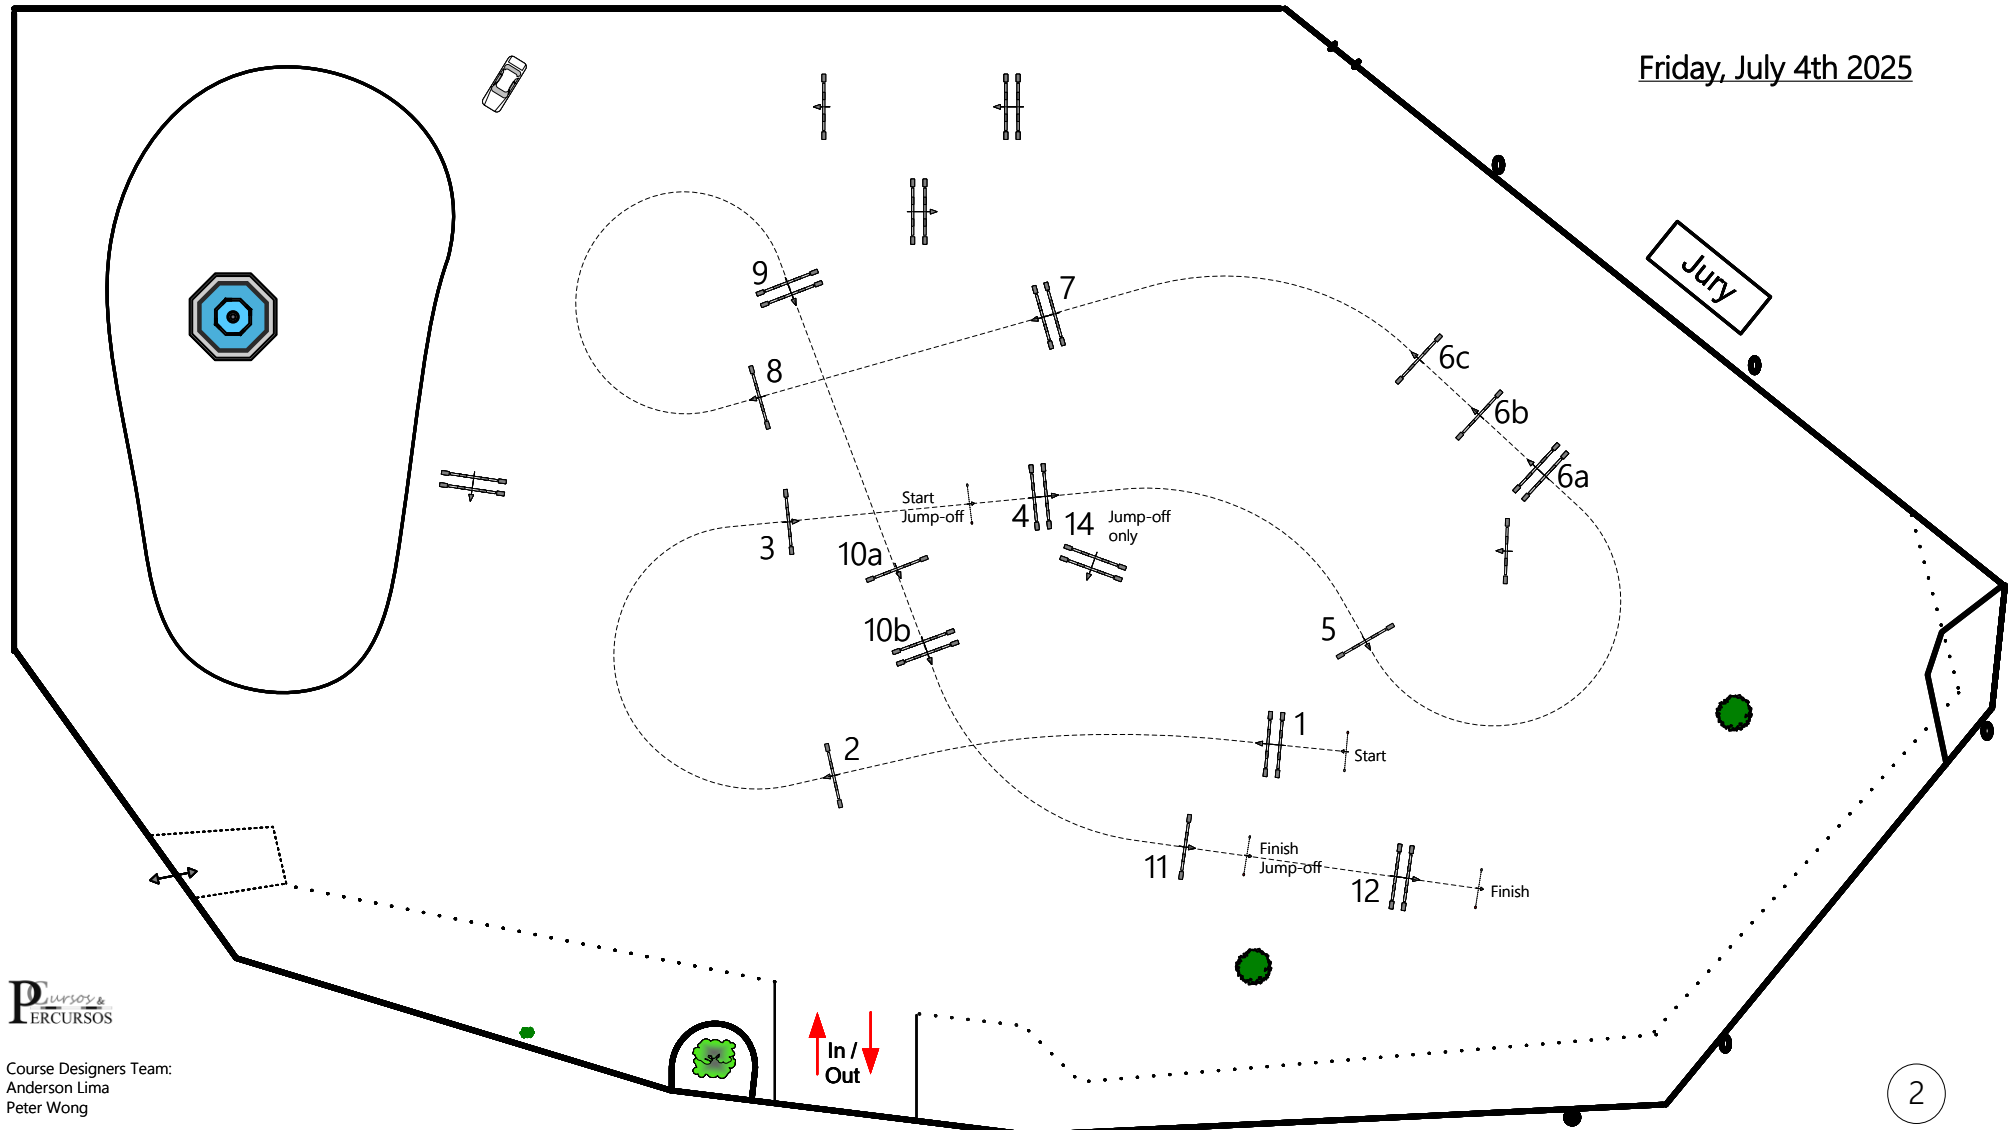 Friday, July 4th 2025
Jury
9
7
8
6c
6b
6a
Start
Jump-off
4
14
Jump-off
only
3
10a
10b
5
1
Start
2
11
Finish
Jump-off
12
Finish
In /
Out
P Cursos &
ERCURSOS
Course Designers Team:
Anderson Lima
Peter Wong
2